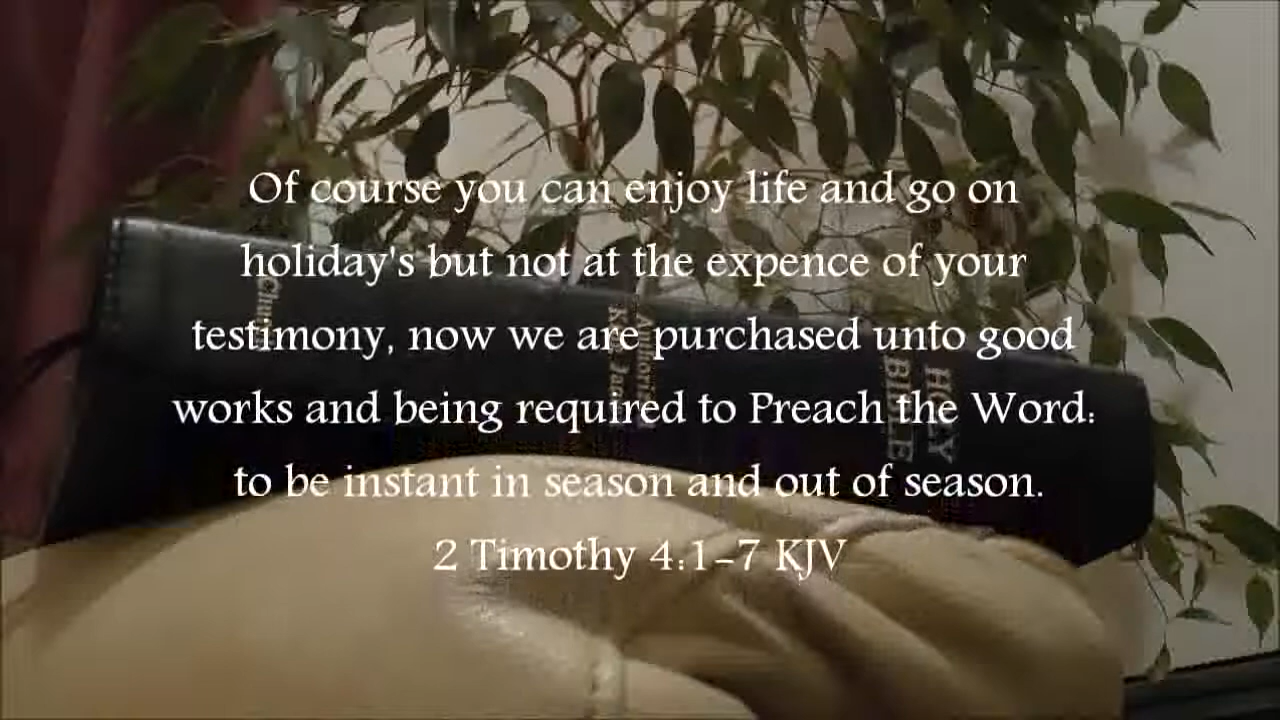 Of course you can enjoy life and go on
holiday's but not at the expence of your
testimony, now we are purchased unto good
works and being required to Preach the Word:
to be instant in season and out of season.
2 Timothy 4:1-7 KJV
HOLY
BIBLE